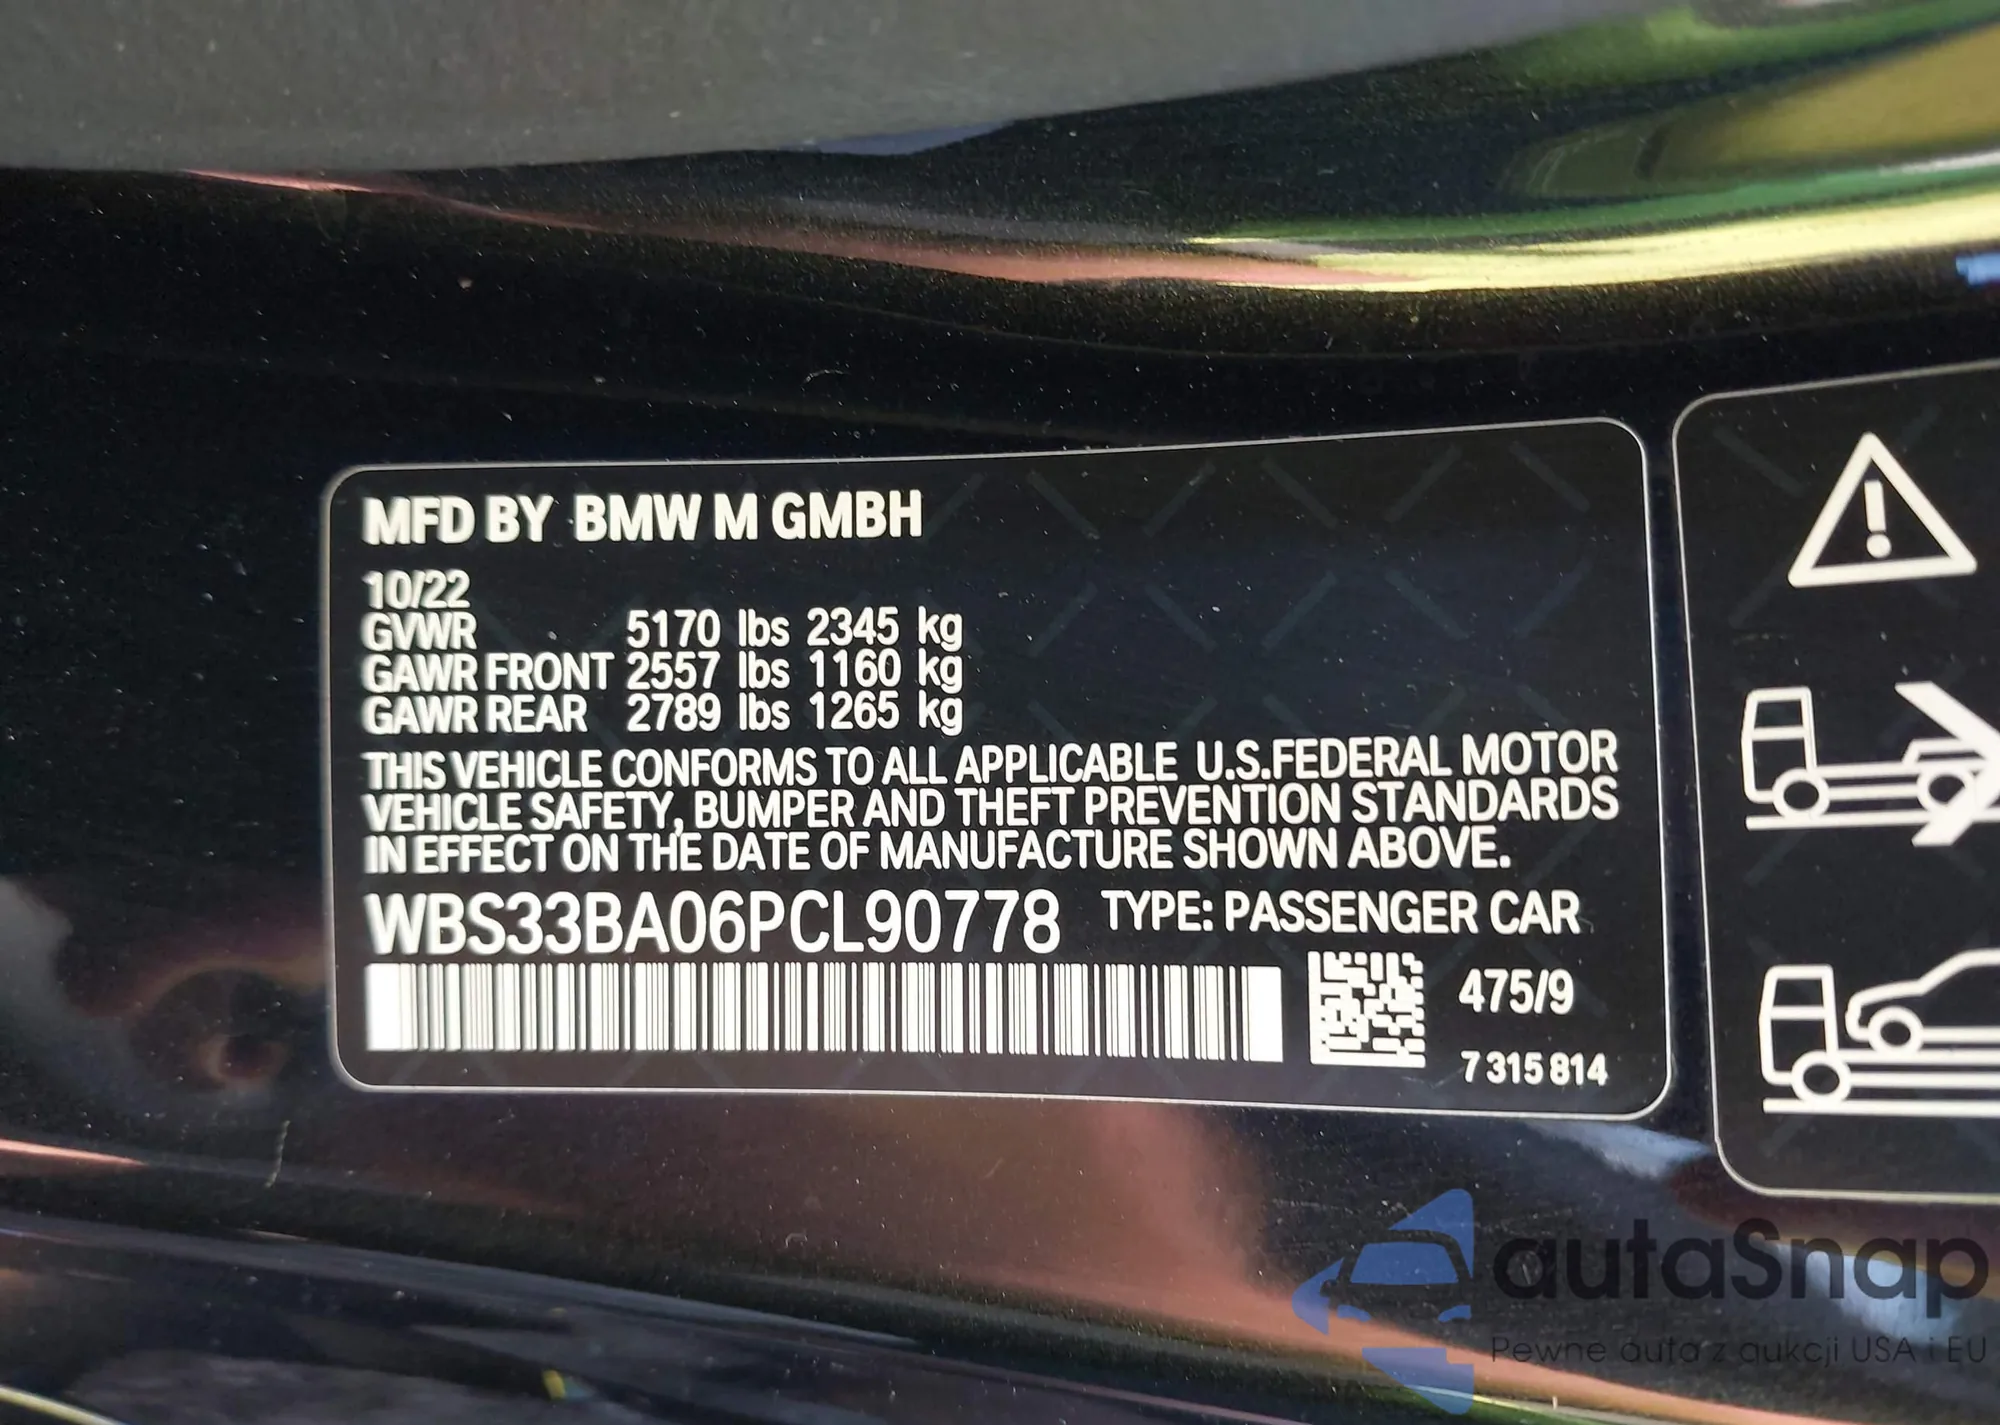 MFD BY BMW M GMBH
10/22
GVWR 5170 lbs 2345 kg
GAWR FRONT 2557 lbs 1160 kg
GAWR REAR 2789 lbs 1265 kg
THIS VEHICLE CONFORMS TO ALL APPLICABLE U.S.FEDERAL MOTOR
VEHICLE SAFETY, BUMPER AND THEFT PREVENTION STANDARDS
IN EFFECT ON THE DATE OF MANUFACTURE SHOWN ABOVE.
WBS33BA06PCL90778 TYPE: PASSENGER CAR
475/9
7 315 814
autaSnap
Pewne auta z aukcji USA i EU